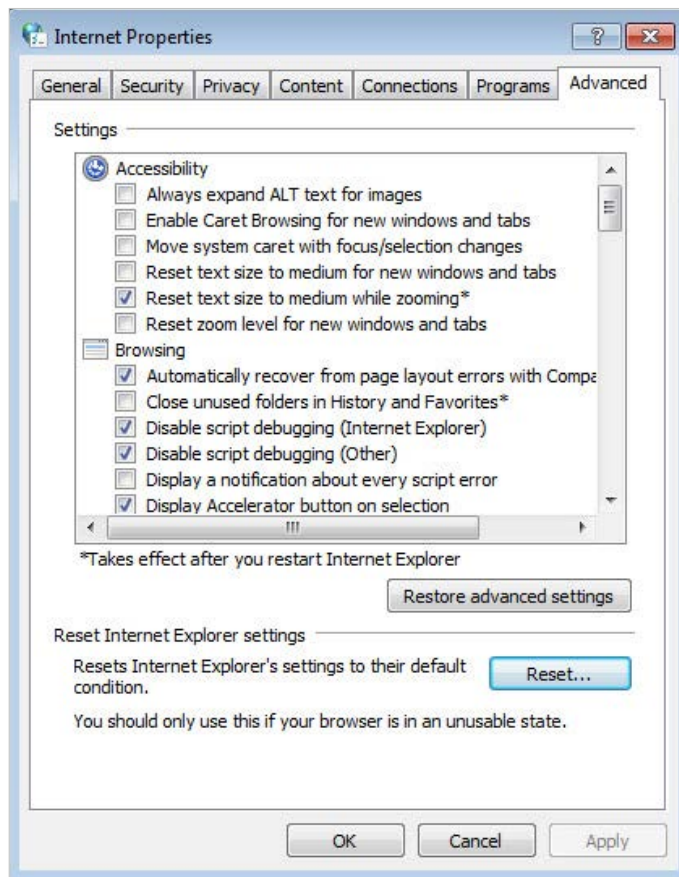 Internet Properties
General Security Privacy Content Connections Programs Advanced
Settings
Accessibility
Always expand ALT text for images
Enable Caret Browsing for new windows and tabs
Move system caret with focus/selection changes
Reset text size to medium for new windows and tabs
Reset text size to medium while zooming*
Reset zoom level for new windows and tabs
Browsing
Automatically recover from page layout errors with Compa
Close unused folders in History and Favorites*
Disable script debugging (Internet Explorer)
Disable script debugging (Other)
Display a notification about every script error
Display Accelerator button on selection
*Takes effect after you restart Internet Explorer
Restore advanced settings
Reset Internet Explorer settings
Resets Internet Explorer's settings to their default
condition.
Reset...
You should only use this if your browser is in an unusable state.
OK Cancel Apply